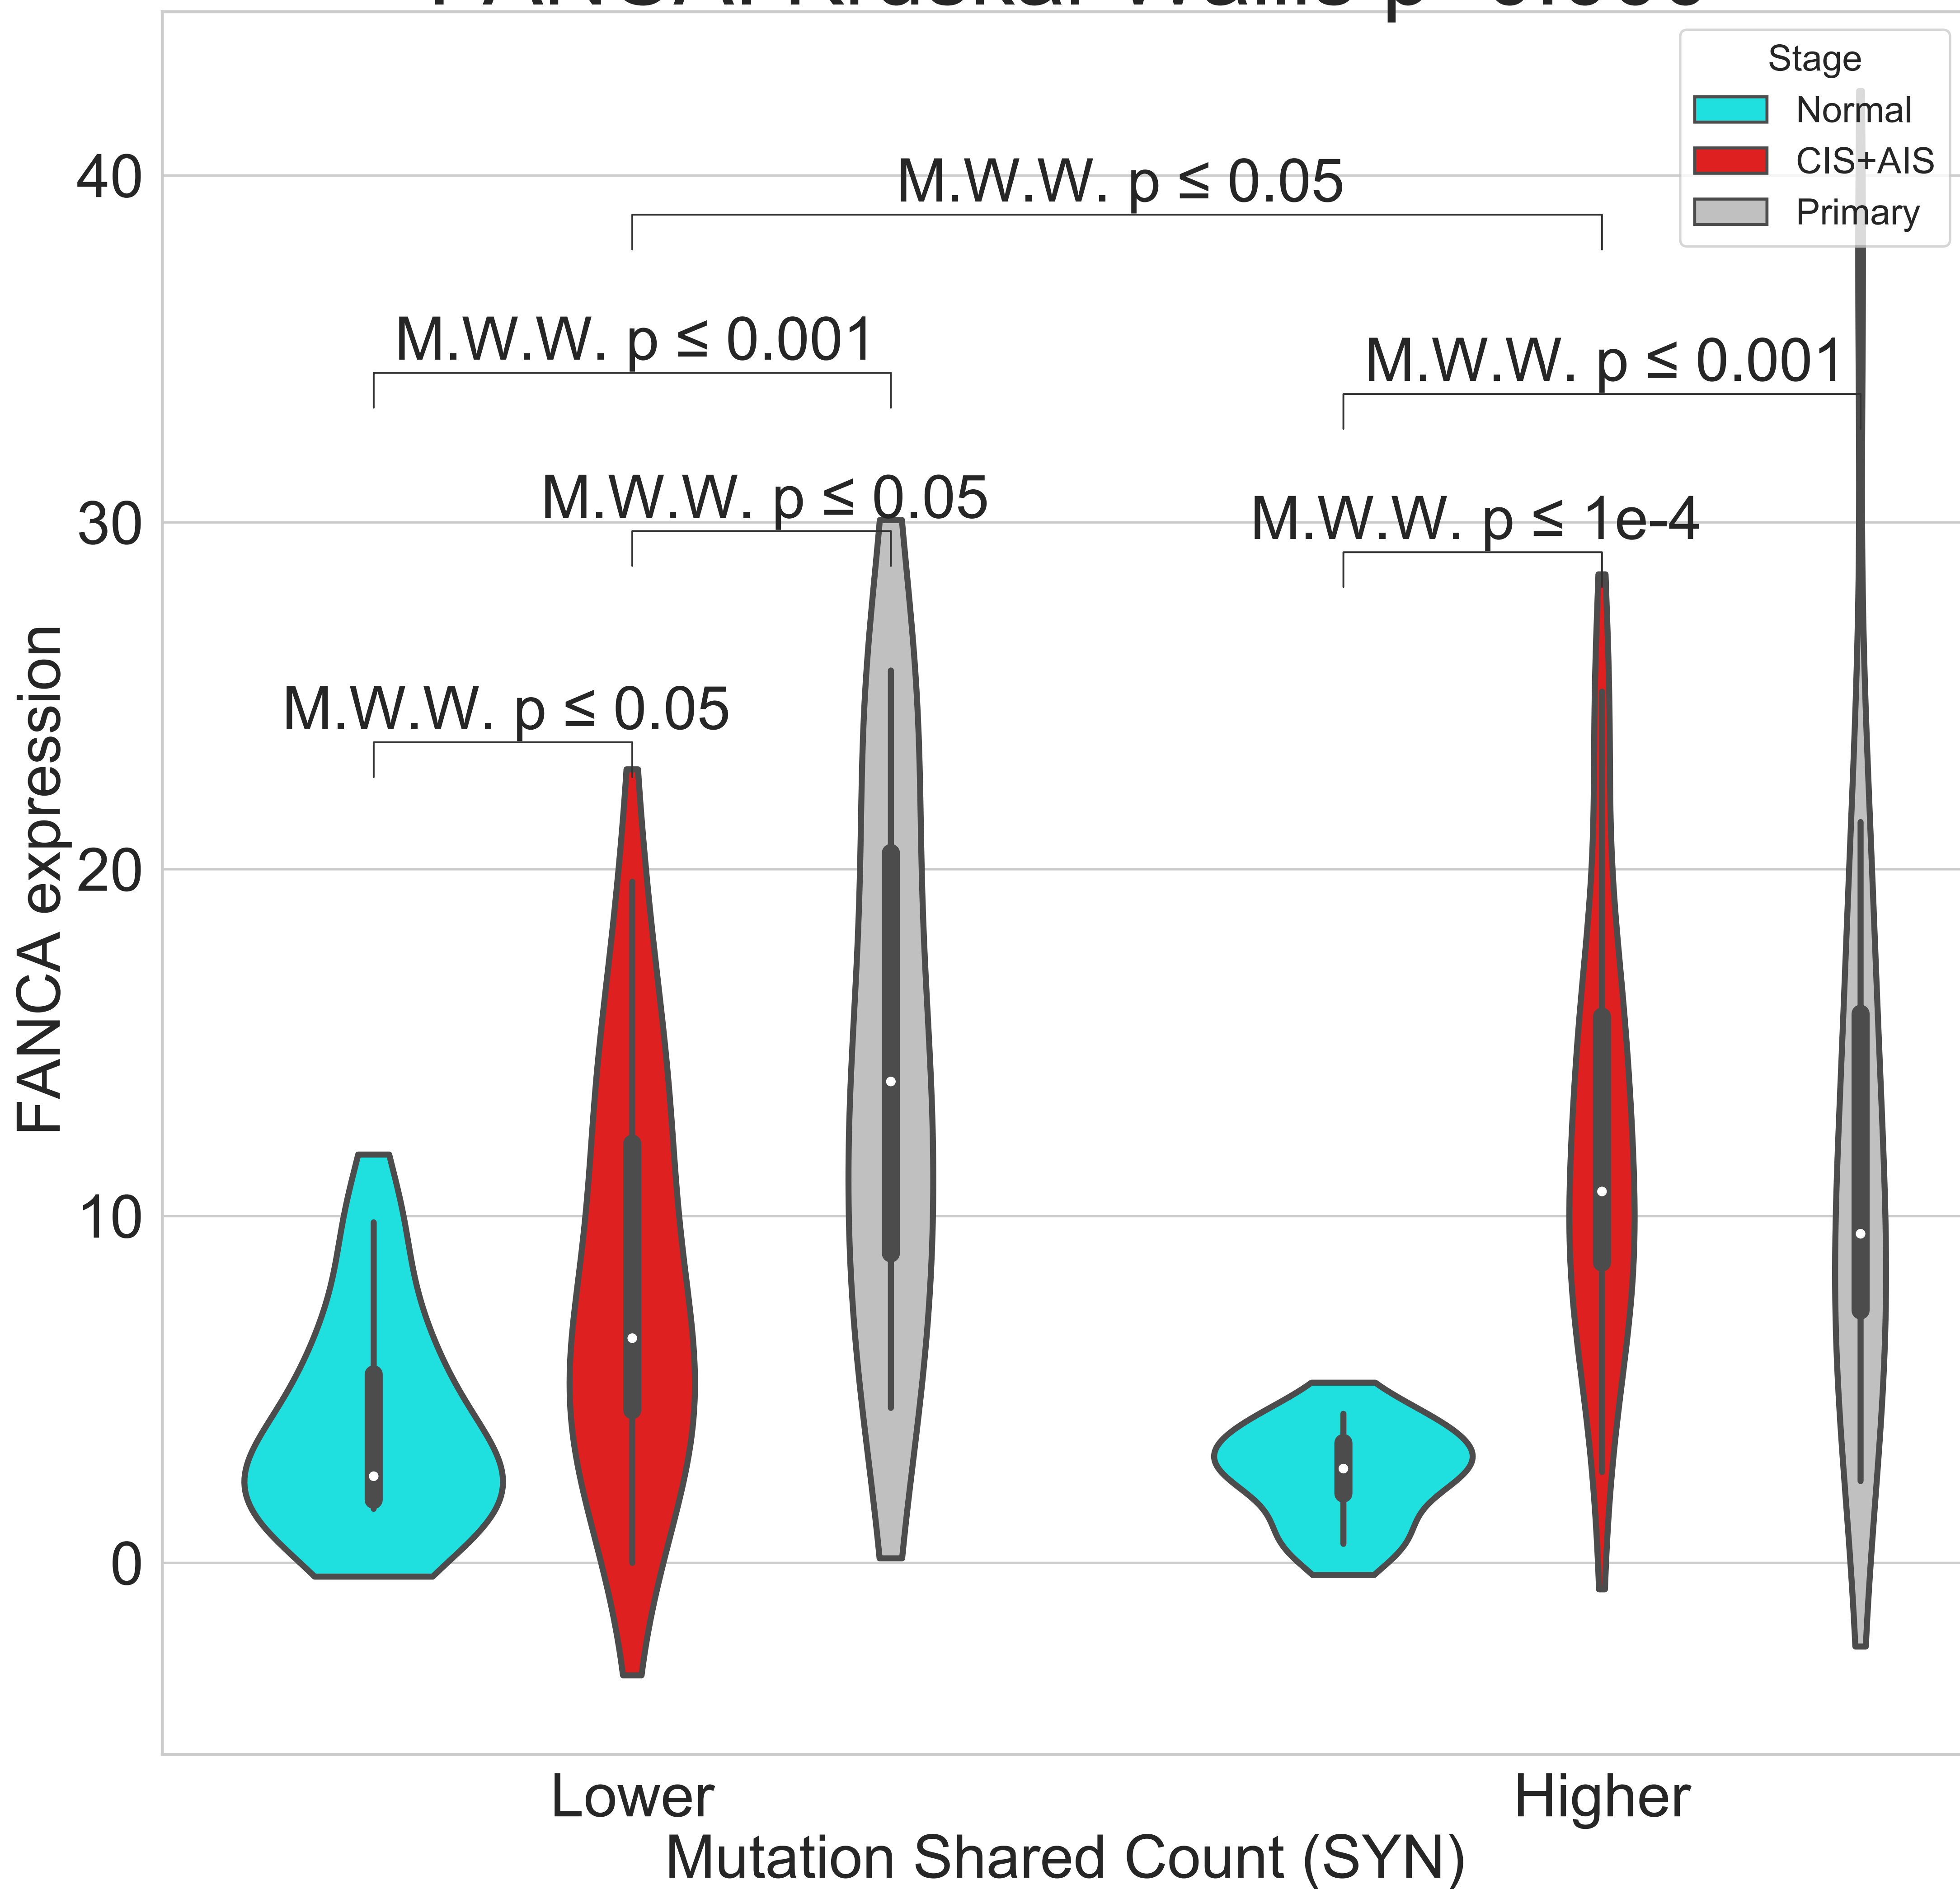 Stage
Normal
CIS+AIS
Primary
M.W.W. p ≤ 0.05
M.W.W. p ≤ 0.001
M.W.W. p ≤ 0.001
M.W.W. p ≤ 0.05
M.W.W. p ≤ 1e-4
M.W.W. p ≤ 0.05
FANCA expression
40
30
20
10
0
Lower
Higher
Mutation Shared Count (SYN)